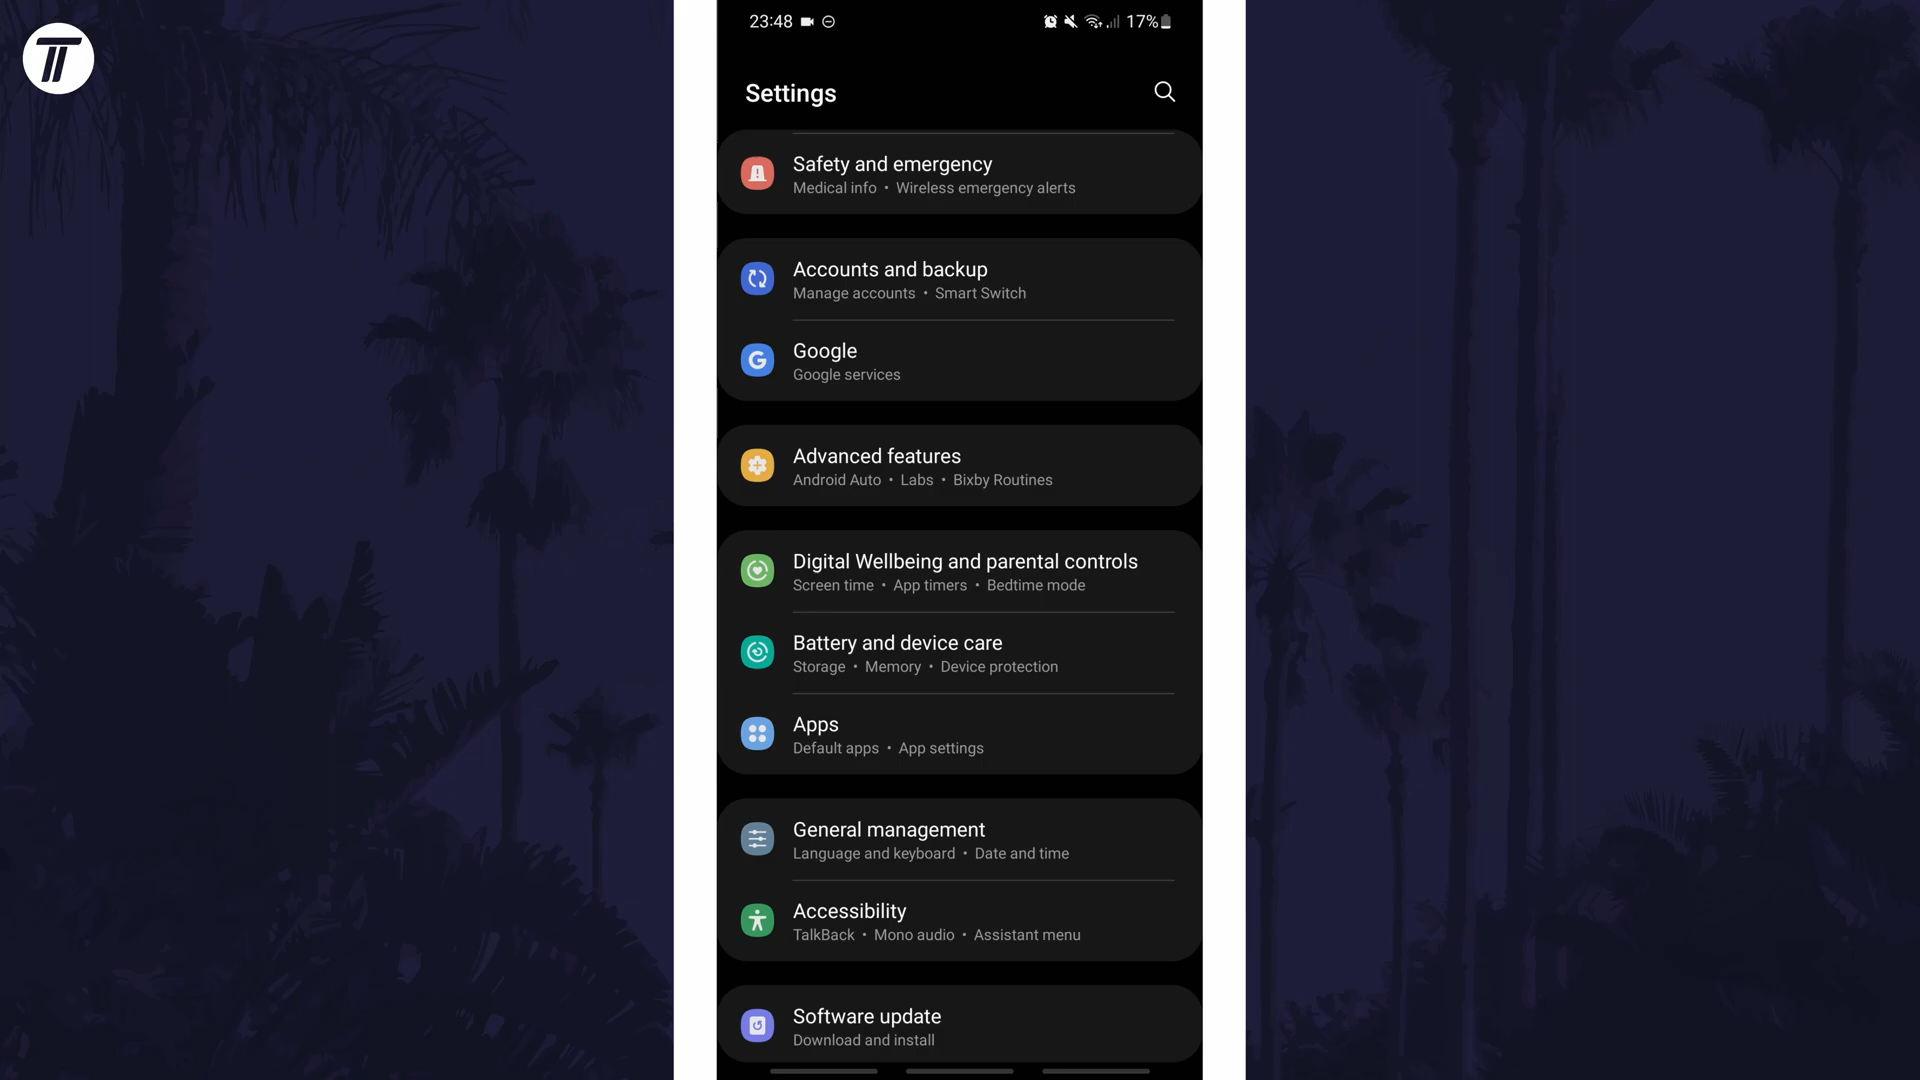 23:48
17%
Settings
Safety and emergency
Medical info • Wireless emergency alerts
Accounts and backup
Manage accounts • Smart Switch
Google
Google services
Advanced features
Android Auto • Labs • Bixby Routines
Digital Wellbeing and parental controls
Screen time • App timers • Bedtime mode
Battery and device care
Storage • Memory • Device protection
Apps
Default apps • App settings
General management
Language and keyboard • Date and time
Accessibility
TalkBack • Mono audio • Assistant menu
Software update
Download and install